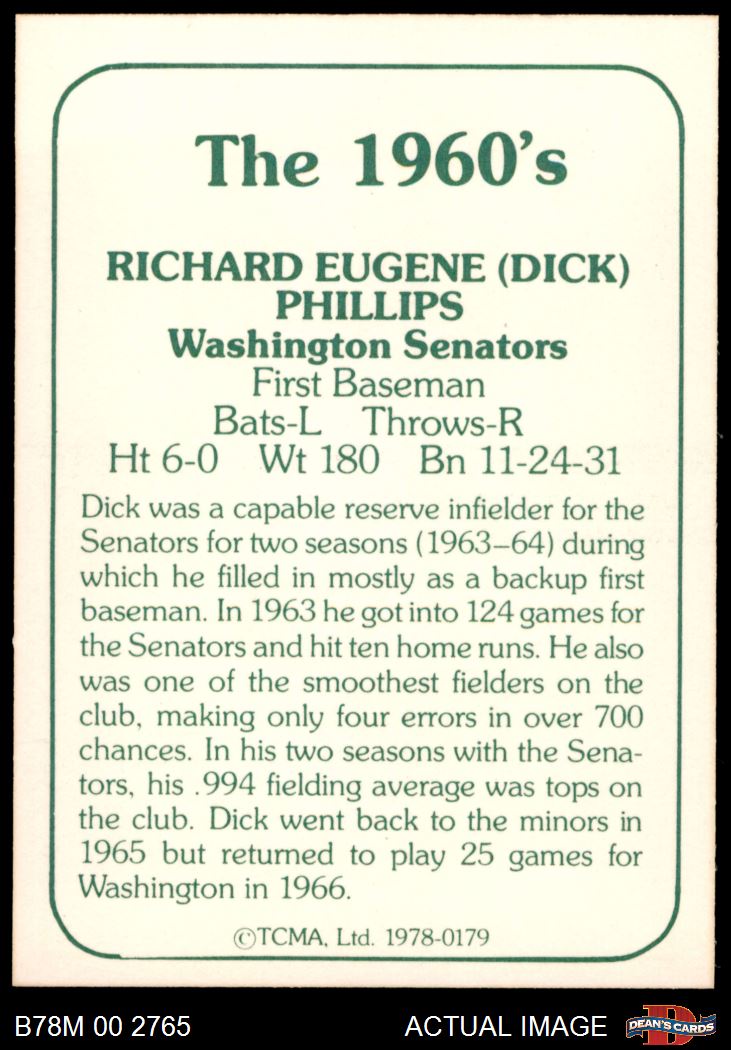 The 1960's
RICHARD EUGENE (DICK)
PHILLIPS
Washington Senators
First Baseman
Bats-L Throws-R
Ht 6-0 Wt 180 Bn 11-24-31
Dick was a capable reserve infielder for the
Senators for two seasons (1963–64) during
which he filled in mostly as a backup first
baseman. In 1963 he got into 124 games for
the Senators and hit ten home runs. He also
was one of the smoothest fielders on the
club, making only four errors in over 700
chances. In his two seasons with the Sena-
tors, his .994 fielding average was tops on
the club. Dick went back to the minors in
1965 but returned to play 25 games for
Washington in 1966.
©TCMA, Ltd. 1978-0179
B78M 00 2765 ACTUAL IMAGE D DEAN'S CARDS